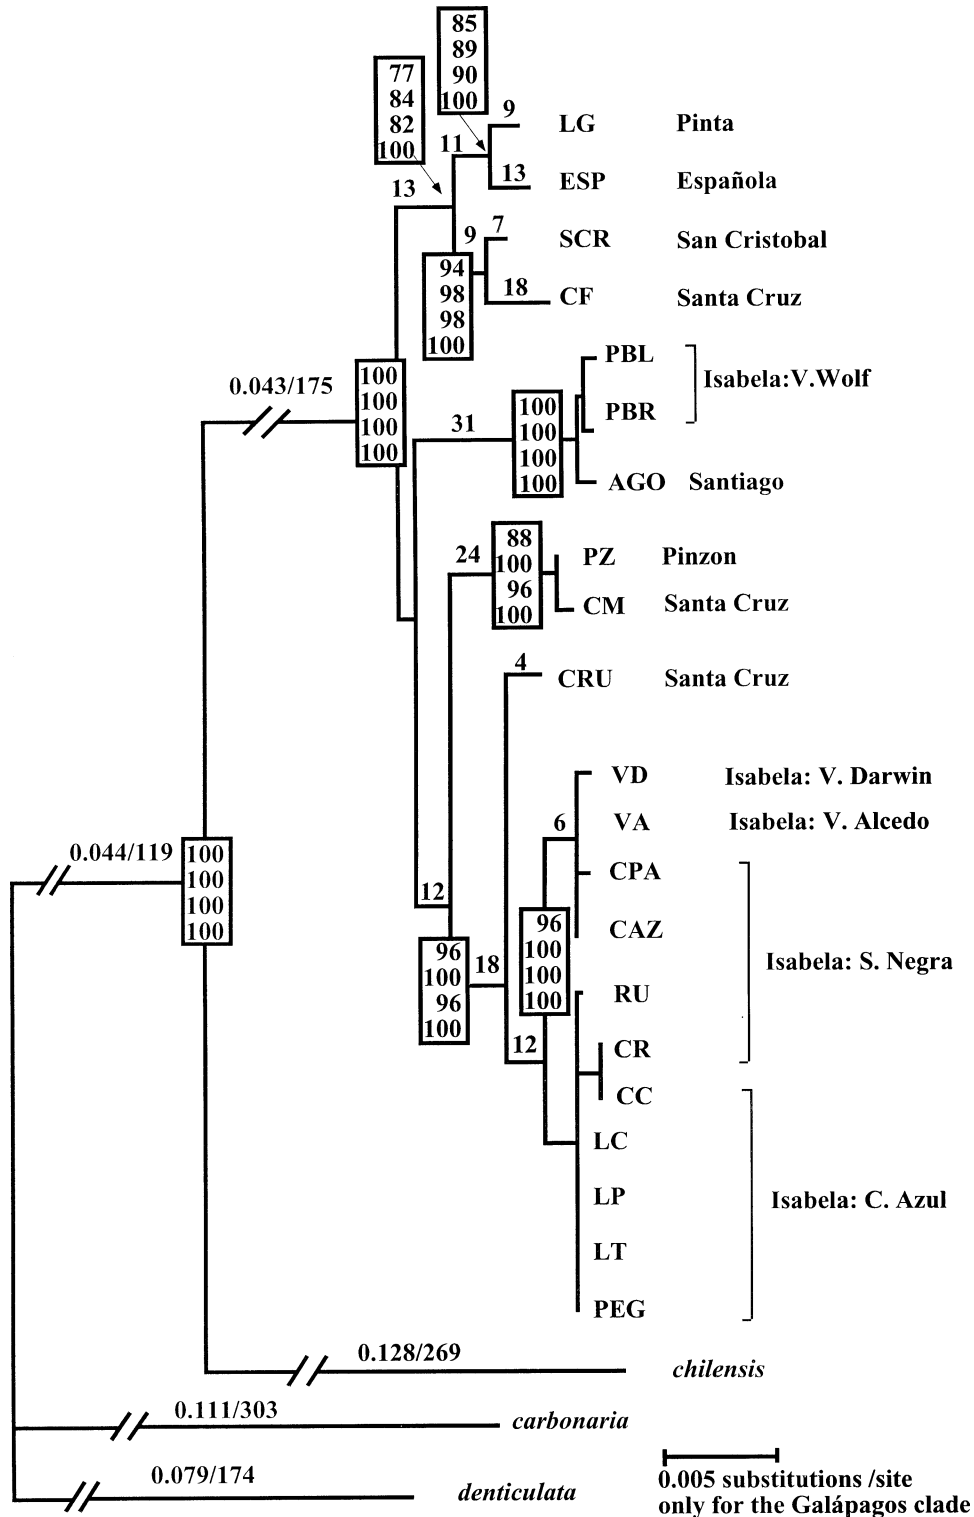 85
89
90
100
77
84
82
100
9
LG Pinta
11
13
ESP Española
13
7
9
SCR San Cristobal
94
98
98
100
18
CF Santa Cruz
PBL
Isabela:V.Wolf
0.043/175
100
100
100
100
31
100
100
100
100
PBR
AGO Santiago
24
88
100
96
100
PZ Pinzon
CM Santa Cruz
4
CRU Santa Cruz
VD Isabela: V. Darwin
6
VA Isabela: V. Alcedo
0.044/119
100
100
100
100
CPA
12
96
100
100
100
CAZ
Isabela: S. Negra
96
100
96
100
18
RU
12
CR
CC
LC
LP
Isabela: C. Azul
LT
PEG
0.128/269
chilensis
0.111/303
carbonaria
0.079/174
denticulata
0.005 substitutions /site
only for the Galápagos clade